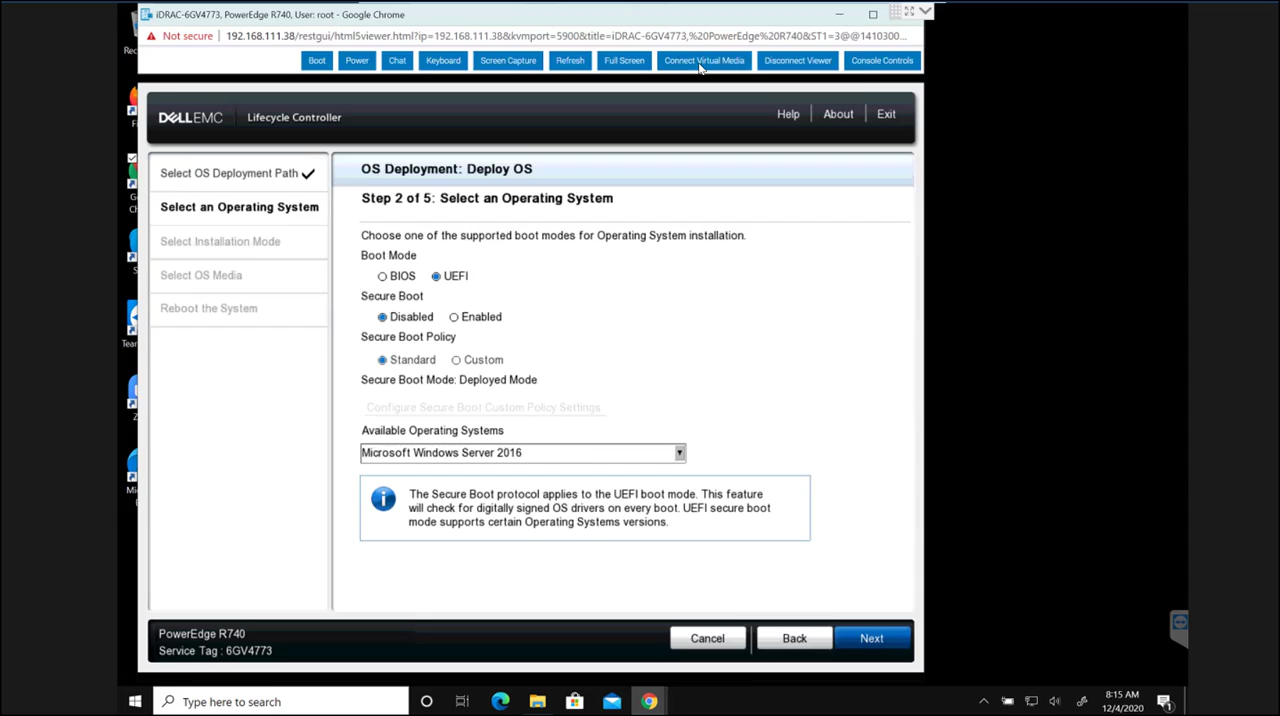 iDRAC-6GV4773, PowerEdge R740, User: root - Google Chrome
Not secure 192.168.111.38/restgui/html5viewer.html?ip=192.168.111.38&kvmport=5900&title=iDRAC-6GV4773,%20PowerEdge%20R740&ST1=3@@1410300...
Boot Power Chat Keyboard Screen Capture Refresh Full Screen Connect Virtual Media Disconnect Viewer Console Controls
DELLEMC Lifecycle Controller Help About Exit
Select OS Deployment Path
Select an Operating System
Select Installation Mode
Select OS Media
Reboot the System
OS Deployment: Deploy OS
Step 2 of 5: Select an Operating System
Choose one of the supported boot modes for Operating System installation.
Boot Mode
BIOS UEFI
Secure Boot
Disabled Enabled
Secure Boot Policy
Standard Custom
Secure Boot Mode: Deployed Mode
Configure Secure Boot Custom Policy Settings
Available Operating Systems
Microsoft Windows Server 2016
The Secure Boot protocol applies to the UEFI boot mode. This feature
will check for digitally signed OS drivers on every boot. UEFI secure boot
mode supports certain Operating Systems versions.
PowerEdge R740
Service Tag : 6GV4773
Cancel Back Next
Type here to search
8:15 AM
12/4/2020
1